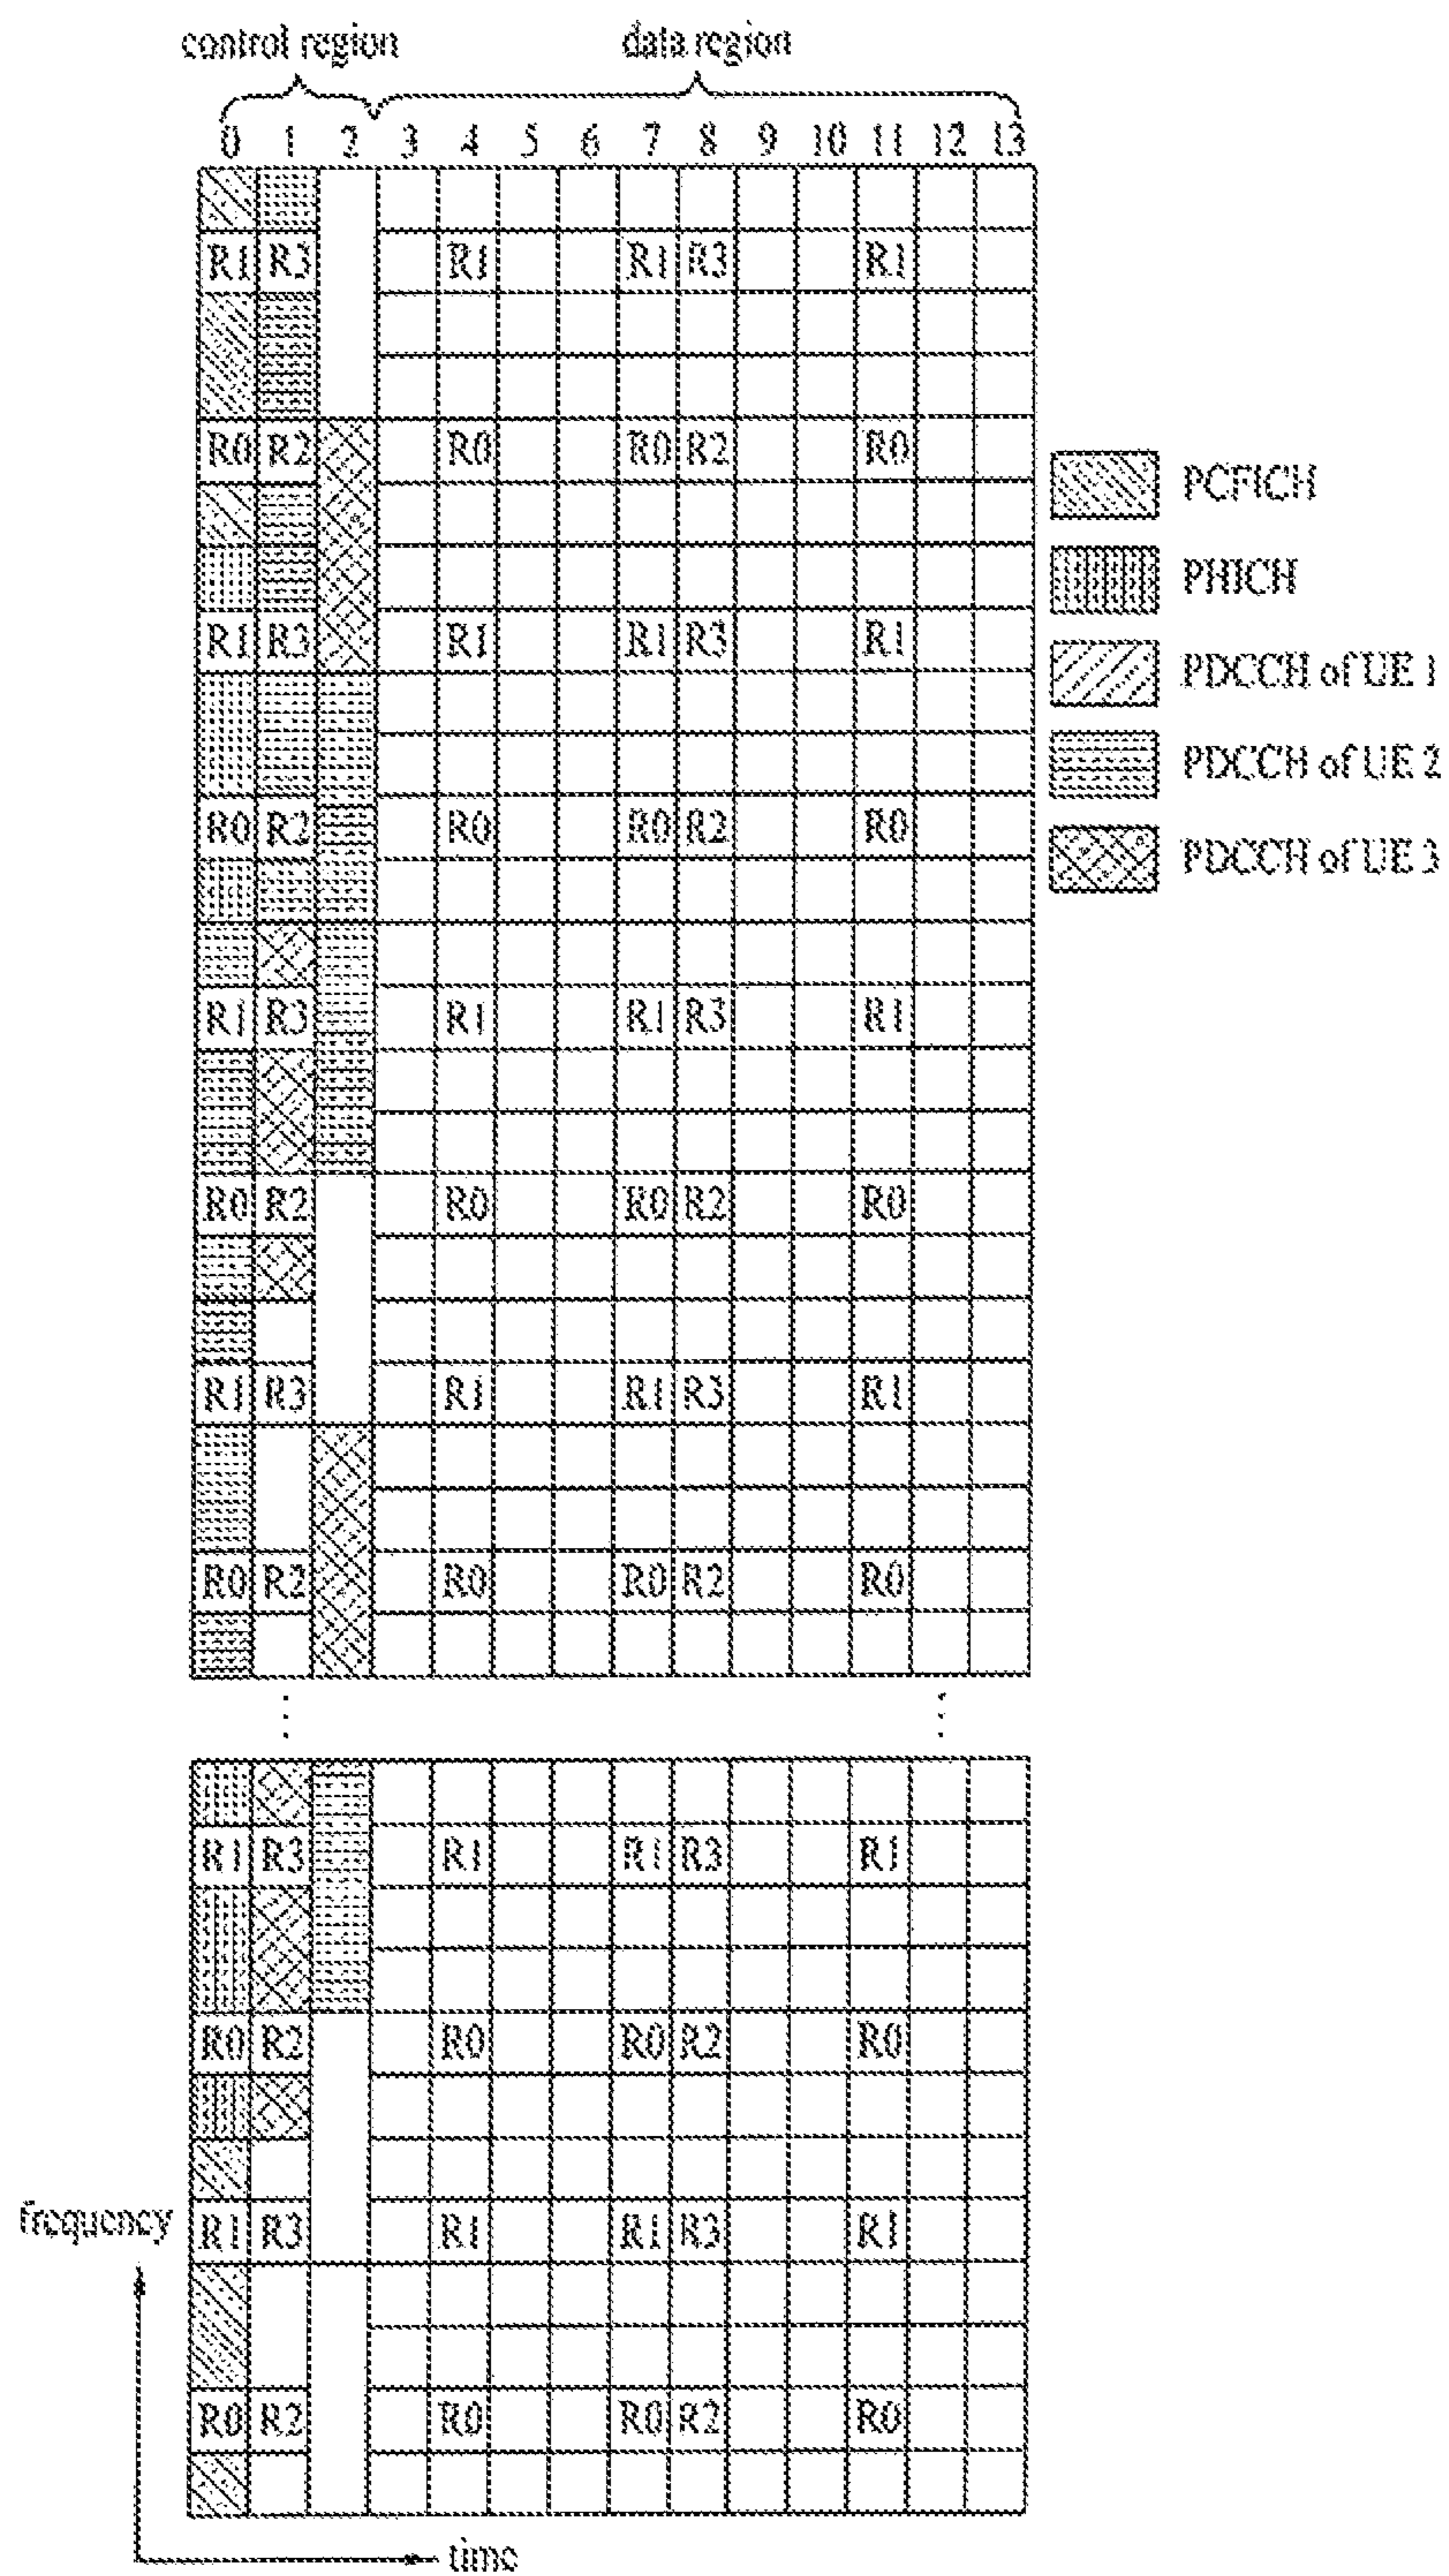 control region data region
0 1 2 3 4 5 6 7 8 9 10 11 12 13
R1 R3 R1 R1 R3 R1
R0 R2 R0 R0 R2 R0
PCFICH
PHICH
R1 R3 R1 R1 R3 R1
PDCCH of UE 1
PDCCH of UE 2
R0 R2 R0 R0 R2 R0
PDCCH of UE 3
R1 R3 R1 R1 R3 R1
R0 R2 R0 R0 R2 R0
R1 R3 R1 R1 R3 R1
R0 R2 R0 R0 R2 R0
R1 R3 R1 R1 R3 R1
R0 R2 R0 R0 R2 R0
frequency R1 R3 R1 R1 R3 R1
R0 R2 R0 R0 R2 R0
time